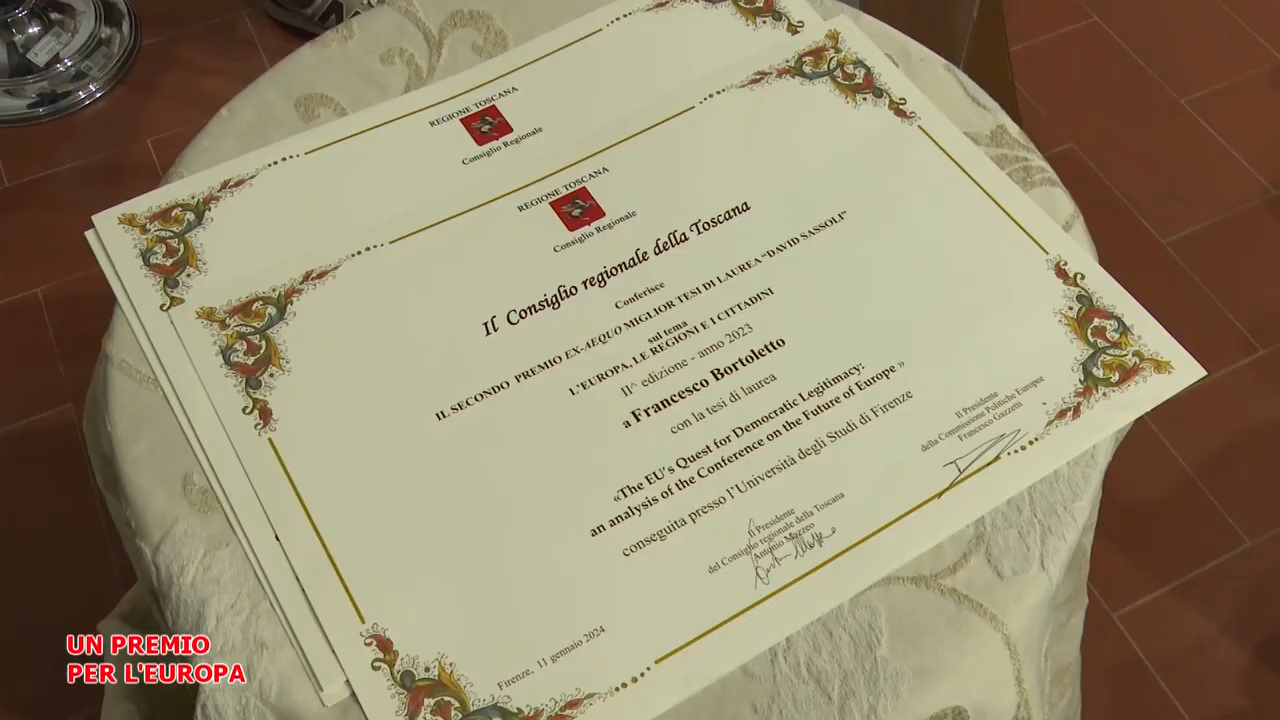 REGIONE TOSCANA
Consiglio Regionale
REGIONE TOSCANA
Consiglio Regionale
Il Consiglio regionale della Toscana
Conferisce
IL SECONDO PREMIO EX-AEQUO MIGLIOR TESI DI LAUREA “DAVID SASSOLI”
sul tema
L’EUROPA, LE REGIONI E I CITTADINI
II^ edizione - anno 2023
a Francesco Bortoletto
con la tesi di laurea
«The EU’s Quest for Democratic Legitimacy:
an analysis of the Conference on the Future of Europe »
conseguita presso l’Università degli Studi di Firenze
Il Presidente
della Commissione Politiche Europee
Francesco Gazzetti
Il Presidente
del Consiglio regionale della Toscana
Antonio Mazzeo
Firenze, 11 gennaio 2024
UN PREMIO
PER L'EUROPA